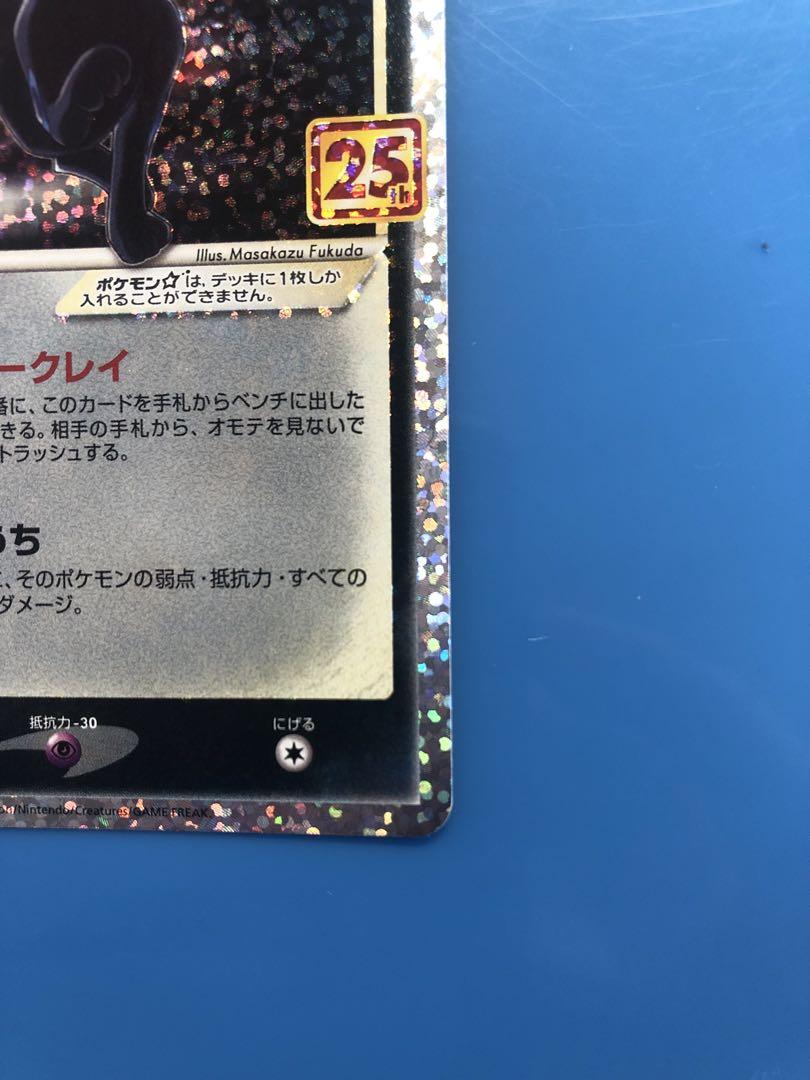 25th
Illus. Masakazu Fukuda
ポケモン☆は、デッキに1枚しか
入れることができません。
ークレイ
番に、このカードを手札からベンチに出した
きる。相手の手札から、オモテを見ないで
トラッシュする。
うち
、そのポケモンの弱点・抵抗力・すべての
ダメージ。
抵抗力-30
にげる
/Nintendo/Creatures/GAME FREAK.